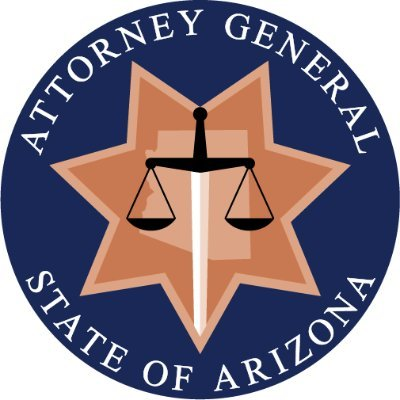 ATTORNEY GENERAL
STATE OF ARIZONA